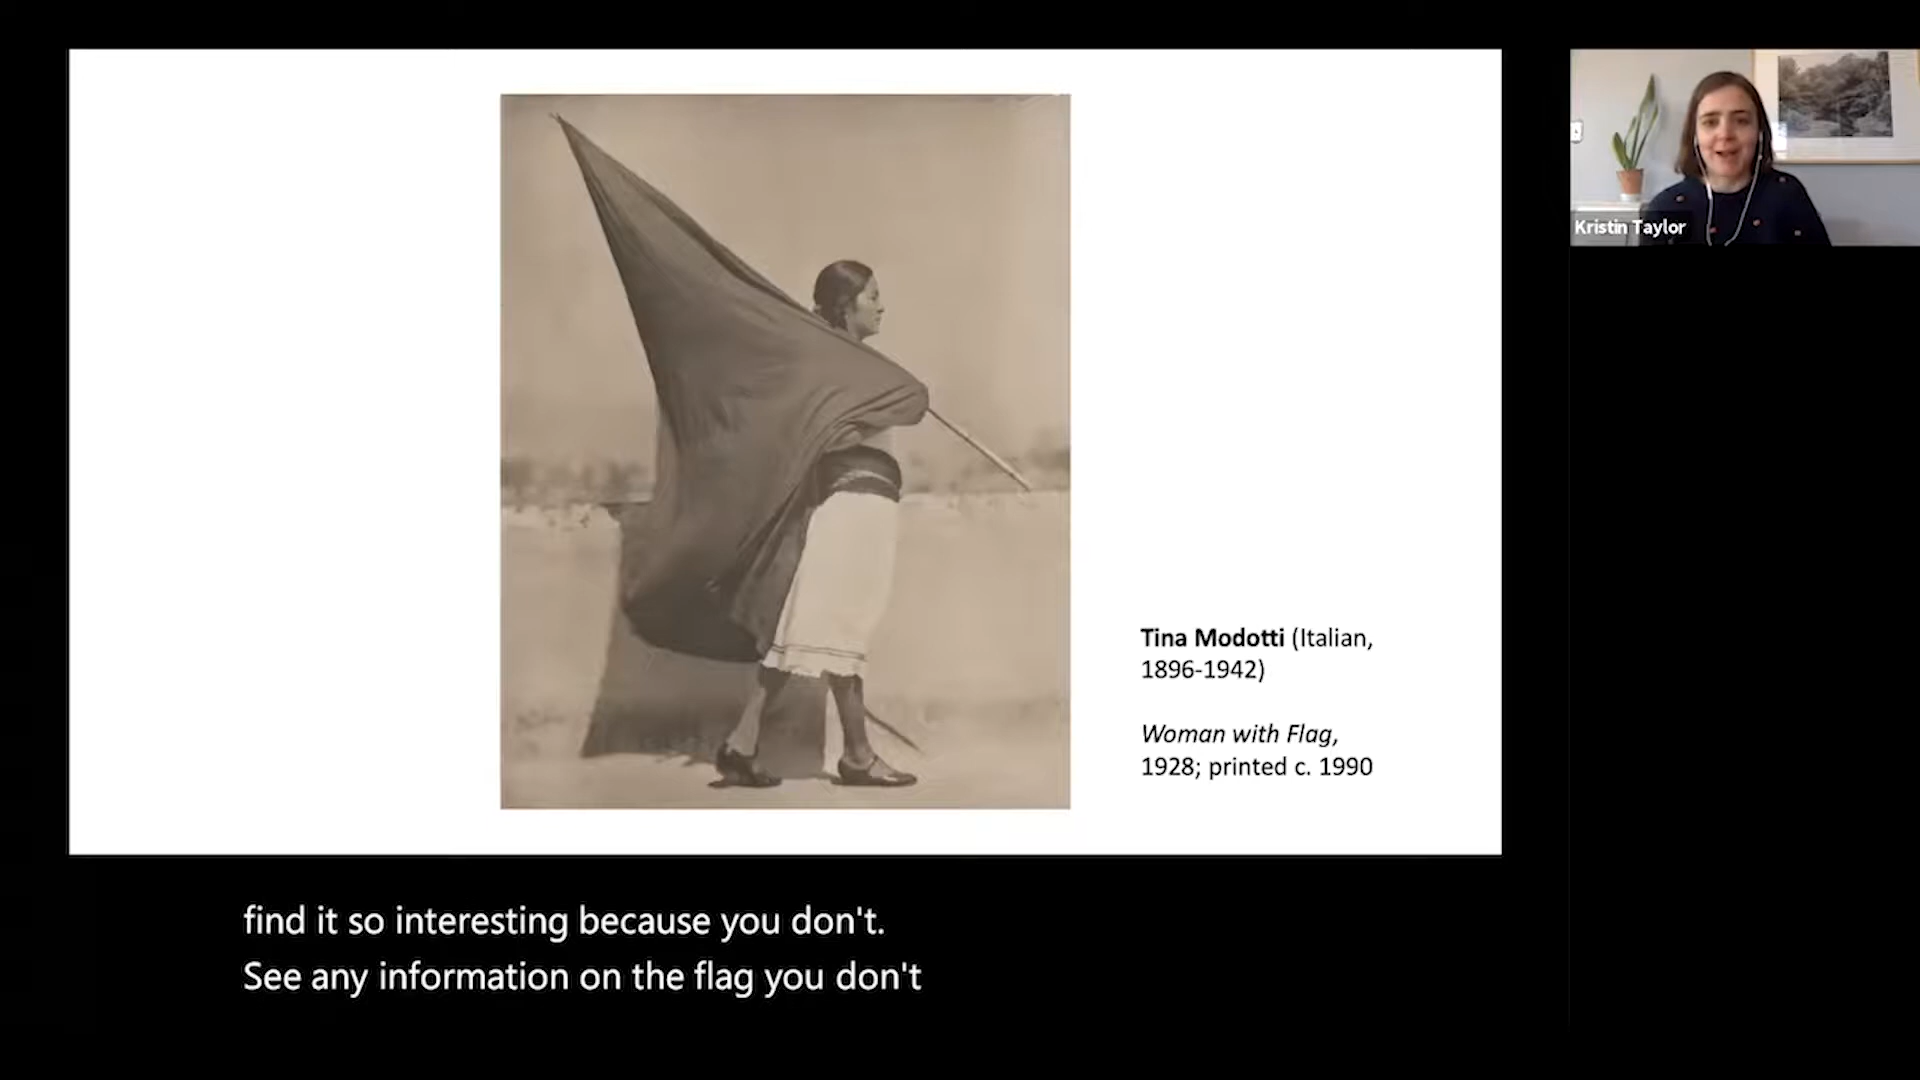 Kristin Taylor
Tina Modotti (Italian,
1896-1942)
Woman with Flag,
1928; printed c. 1990
find it so interesting because you don't.
See any information on the flag you don't